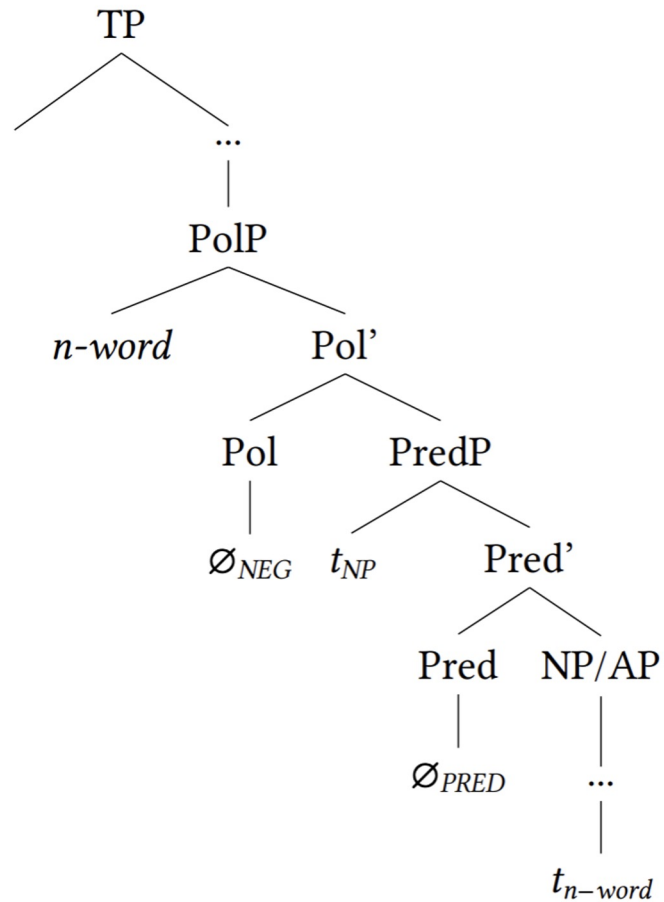 TP
...
PolP
n-word Pol’
Pol PredP
∅NEG tNP Pred’
Pred NP/AP
∅PRED ...
tn−word